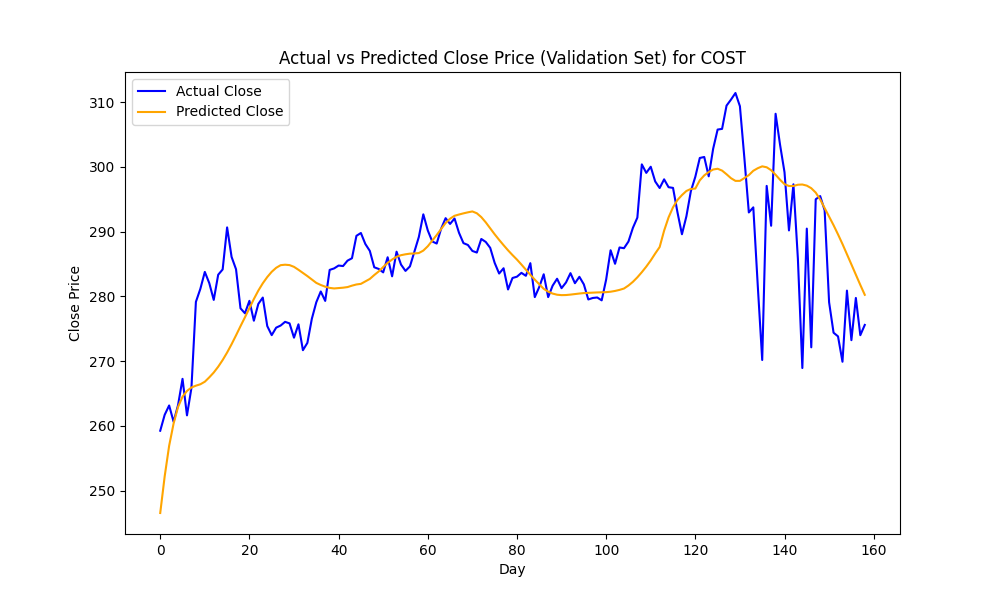 Actual vs Predicted Close Price (Validation Set) for COST
Actual Close
Predicted Close
310
300
290
280
270
260
250
Close Price
0 20 40 60 80 100 120 140 160
Day